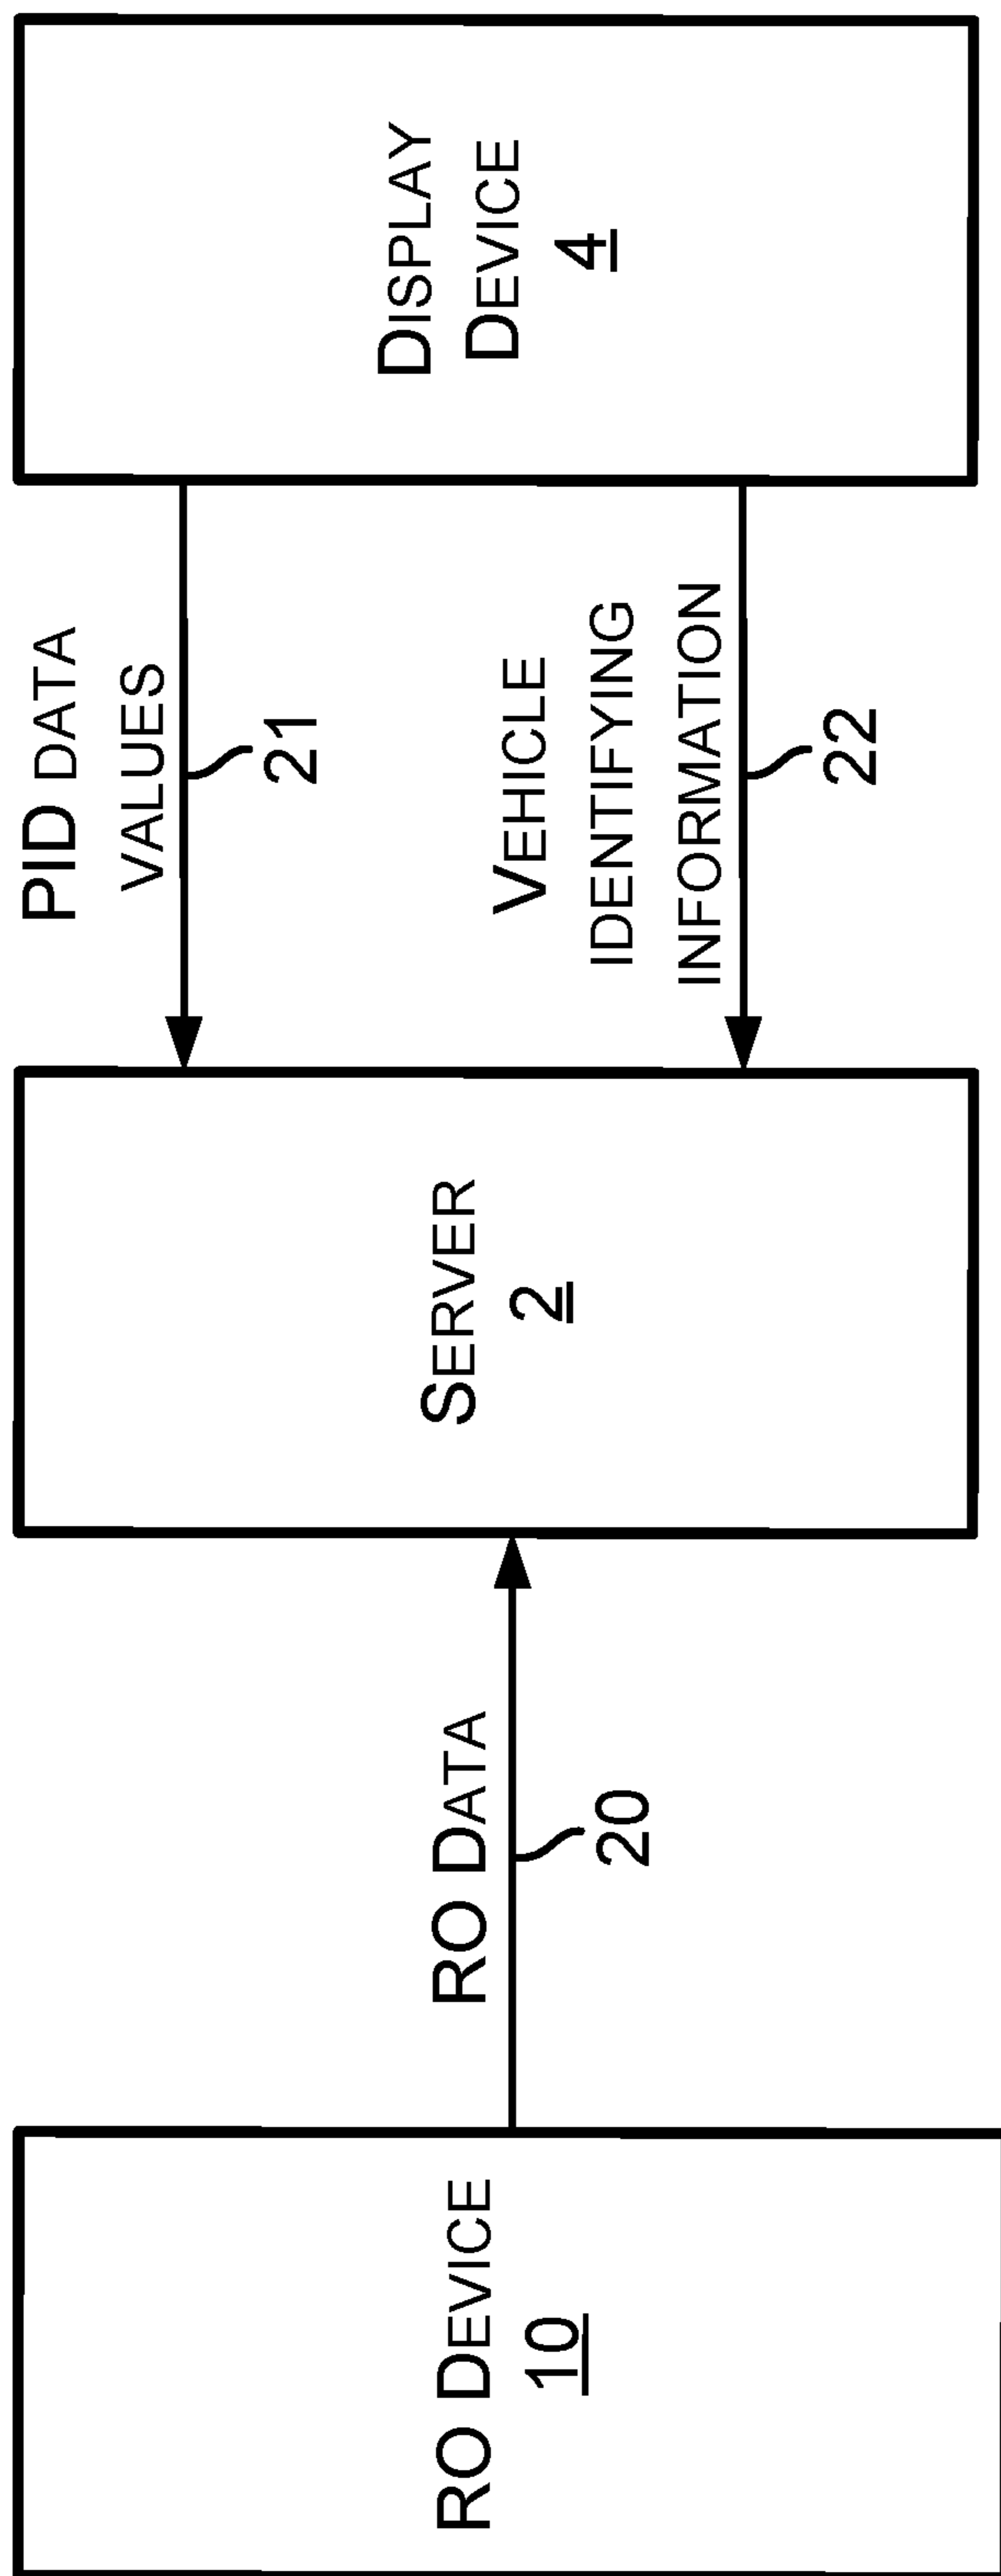 RO DEVICE
10
RO DATA
20
SERVER
2
PID DATA
VALUES
21
VEHICLE
IDENTIFYING
INFORMATION
22
DISPLAY
DEVICE
4